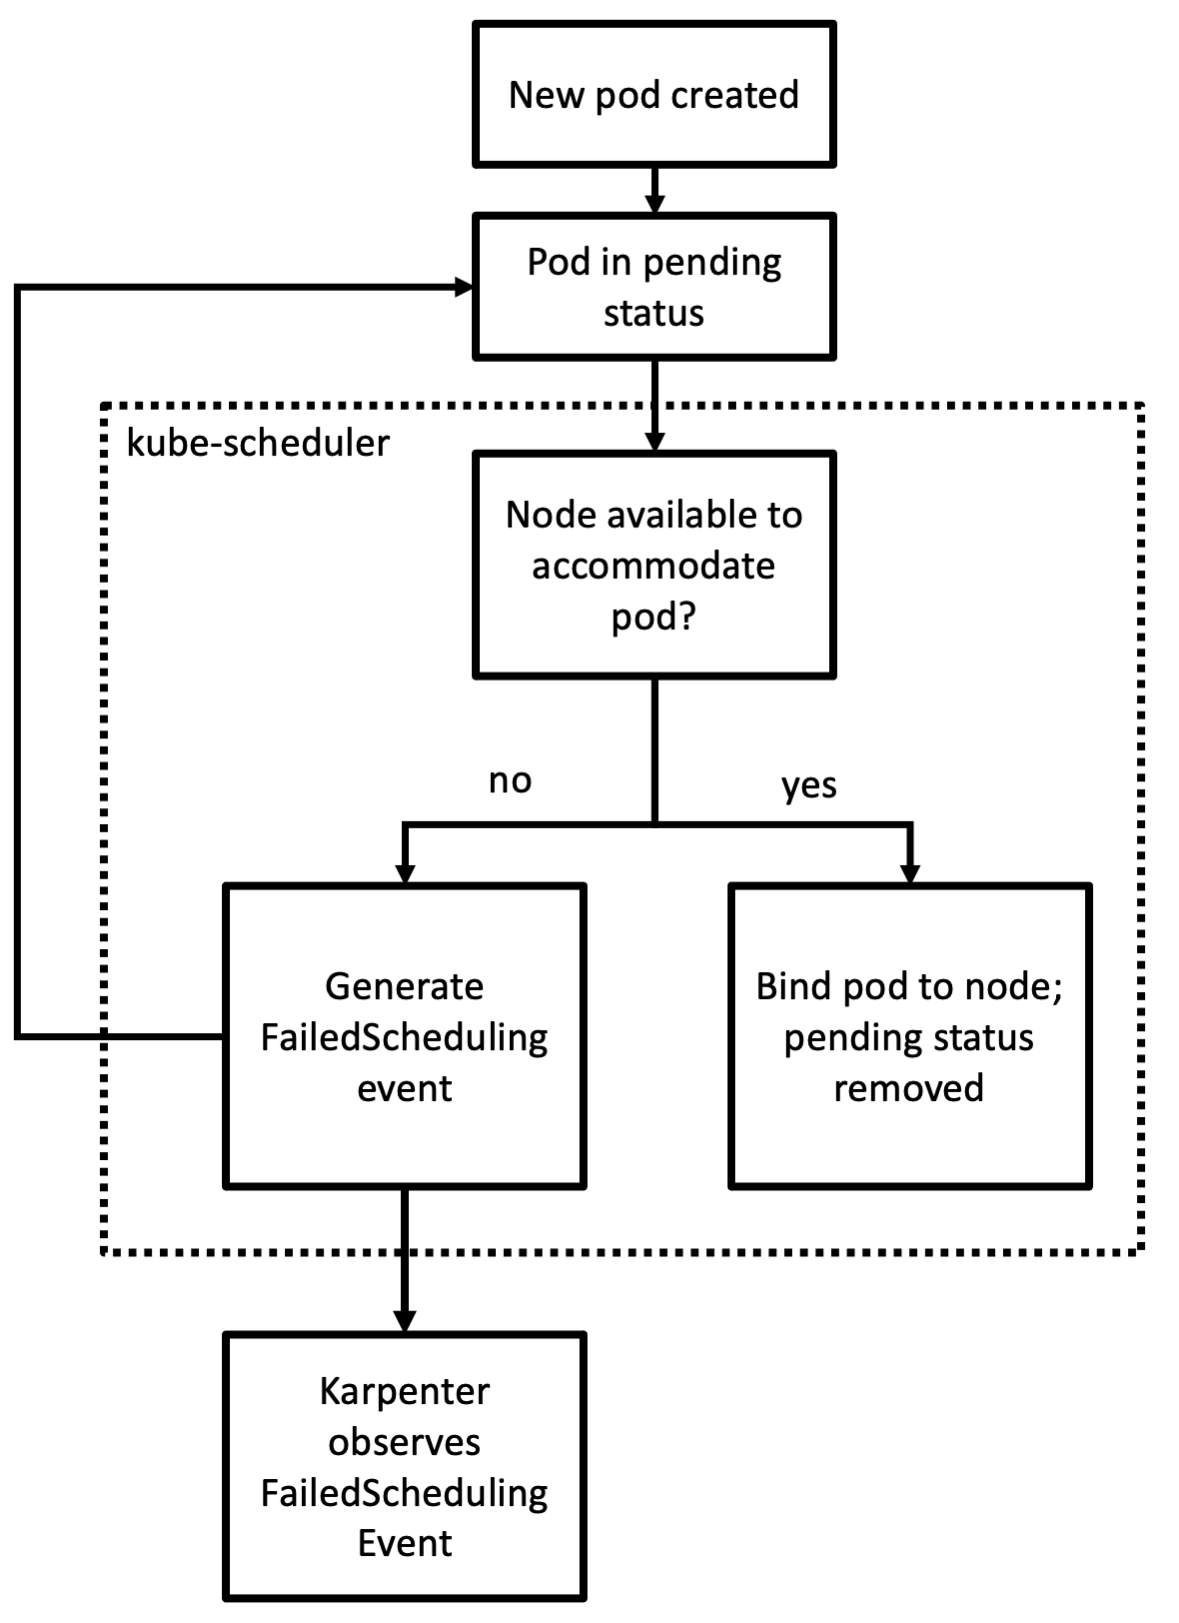 New pod created
Pod in pending
status
kube-scheduler
Node available to
accommodate
pod?
no
yes
Generate
FailedScheduling
event
Bind pod to node;
pending status
removed
Karpenter
observes
FailedScheduling
Event